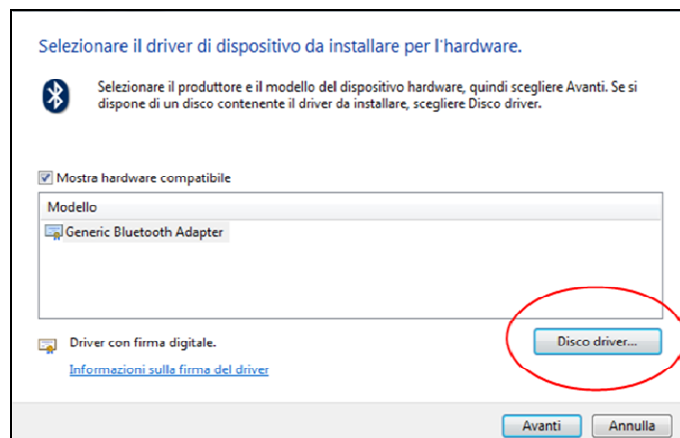 Selezionare il driver di dispositivo da installare per l'hardware.
Selezionare il produttore e il modello del dispositivo hardware, quindi scegliere Avanti. Se si
dispone di un disco contenente il driver da installare, scegliere Disco driver.
Mostra hardware compatibile
Modello
Generic Bluetooth Adapter
Driver con firma digitale.
Disco driver...
Informazioni sulla firma del driver
Avanti
Annulla